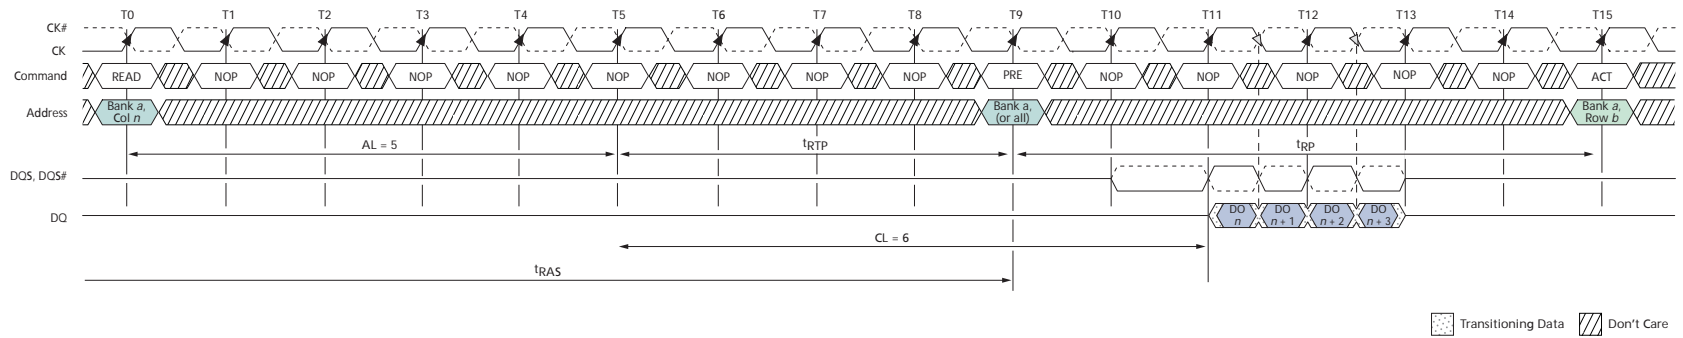 T0 T1 T2 T3 T4 T5 T6 T7 T8 T9 T10 T11 T12 T13 T14 T15
CK#
CK
Command READ NOP NOP NOP NOP NOP NOP NOP NOP PRE NOP NOP NOP NOP NOP ACT
Address Bank a, Col n Bank a, (or all) Bank a, Row b
AL = 5 tRTP tRP
DQS, DQS#
DQ DO n DO n + 1 DO n + 2 DO n + 3
CL = 6
tRAS
Transitioning Data Don't Care